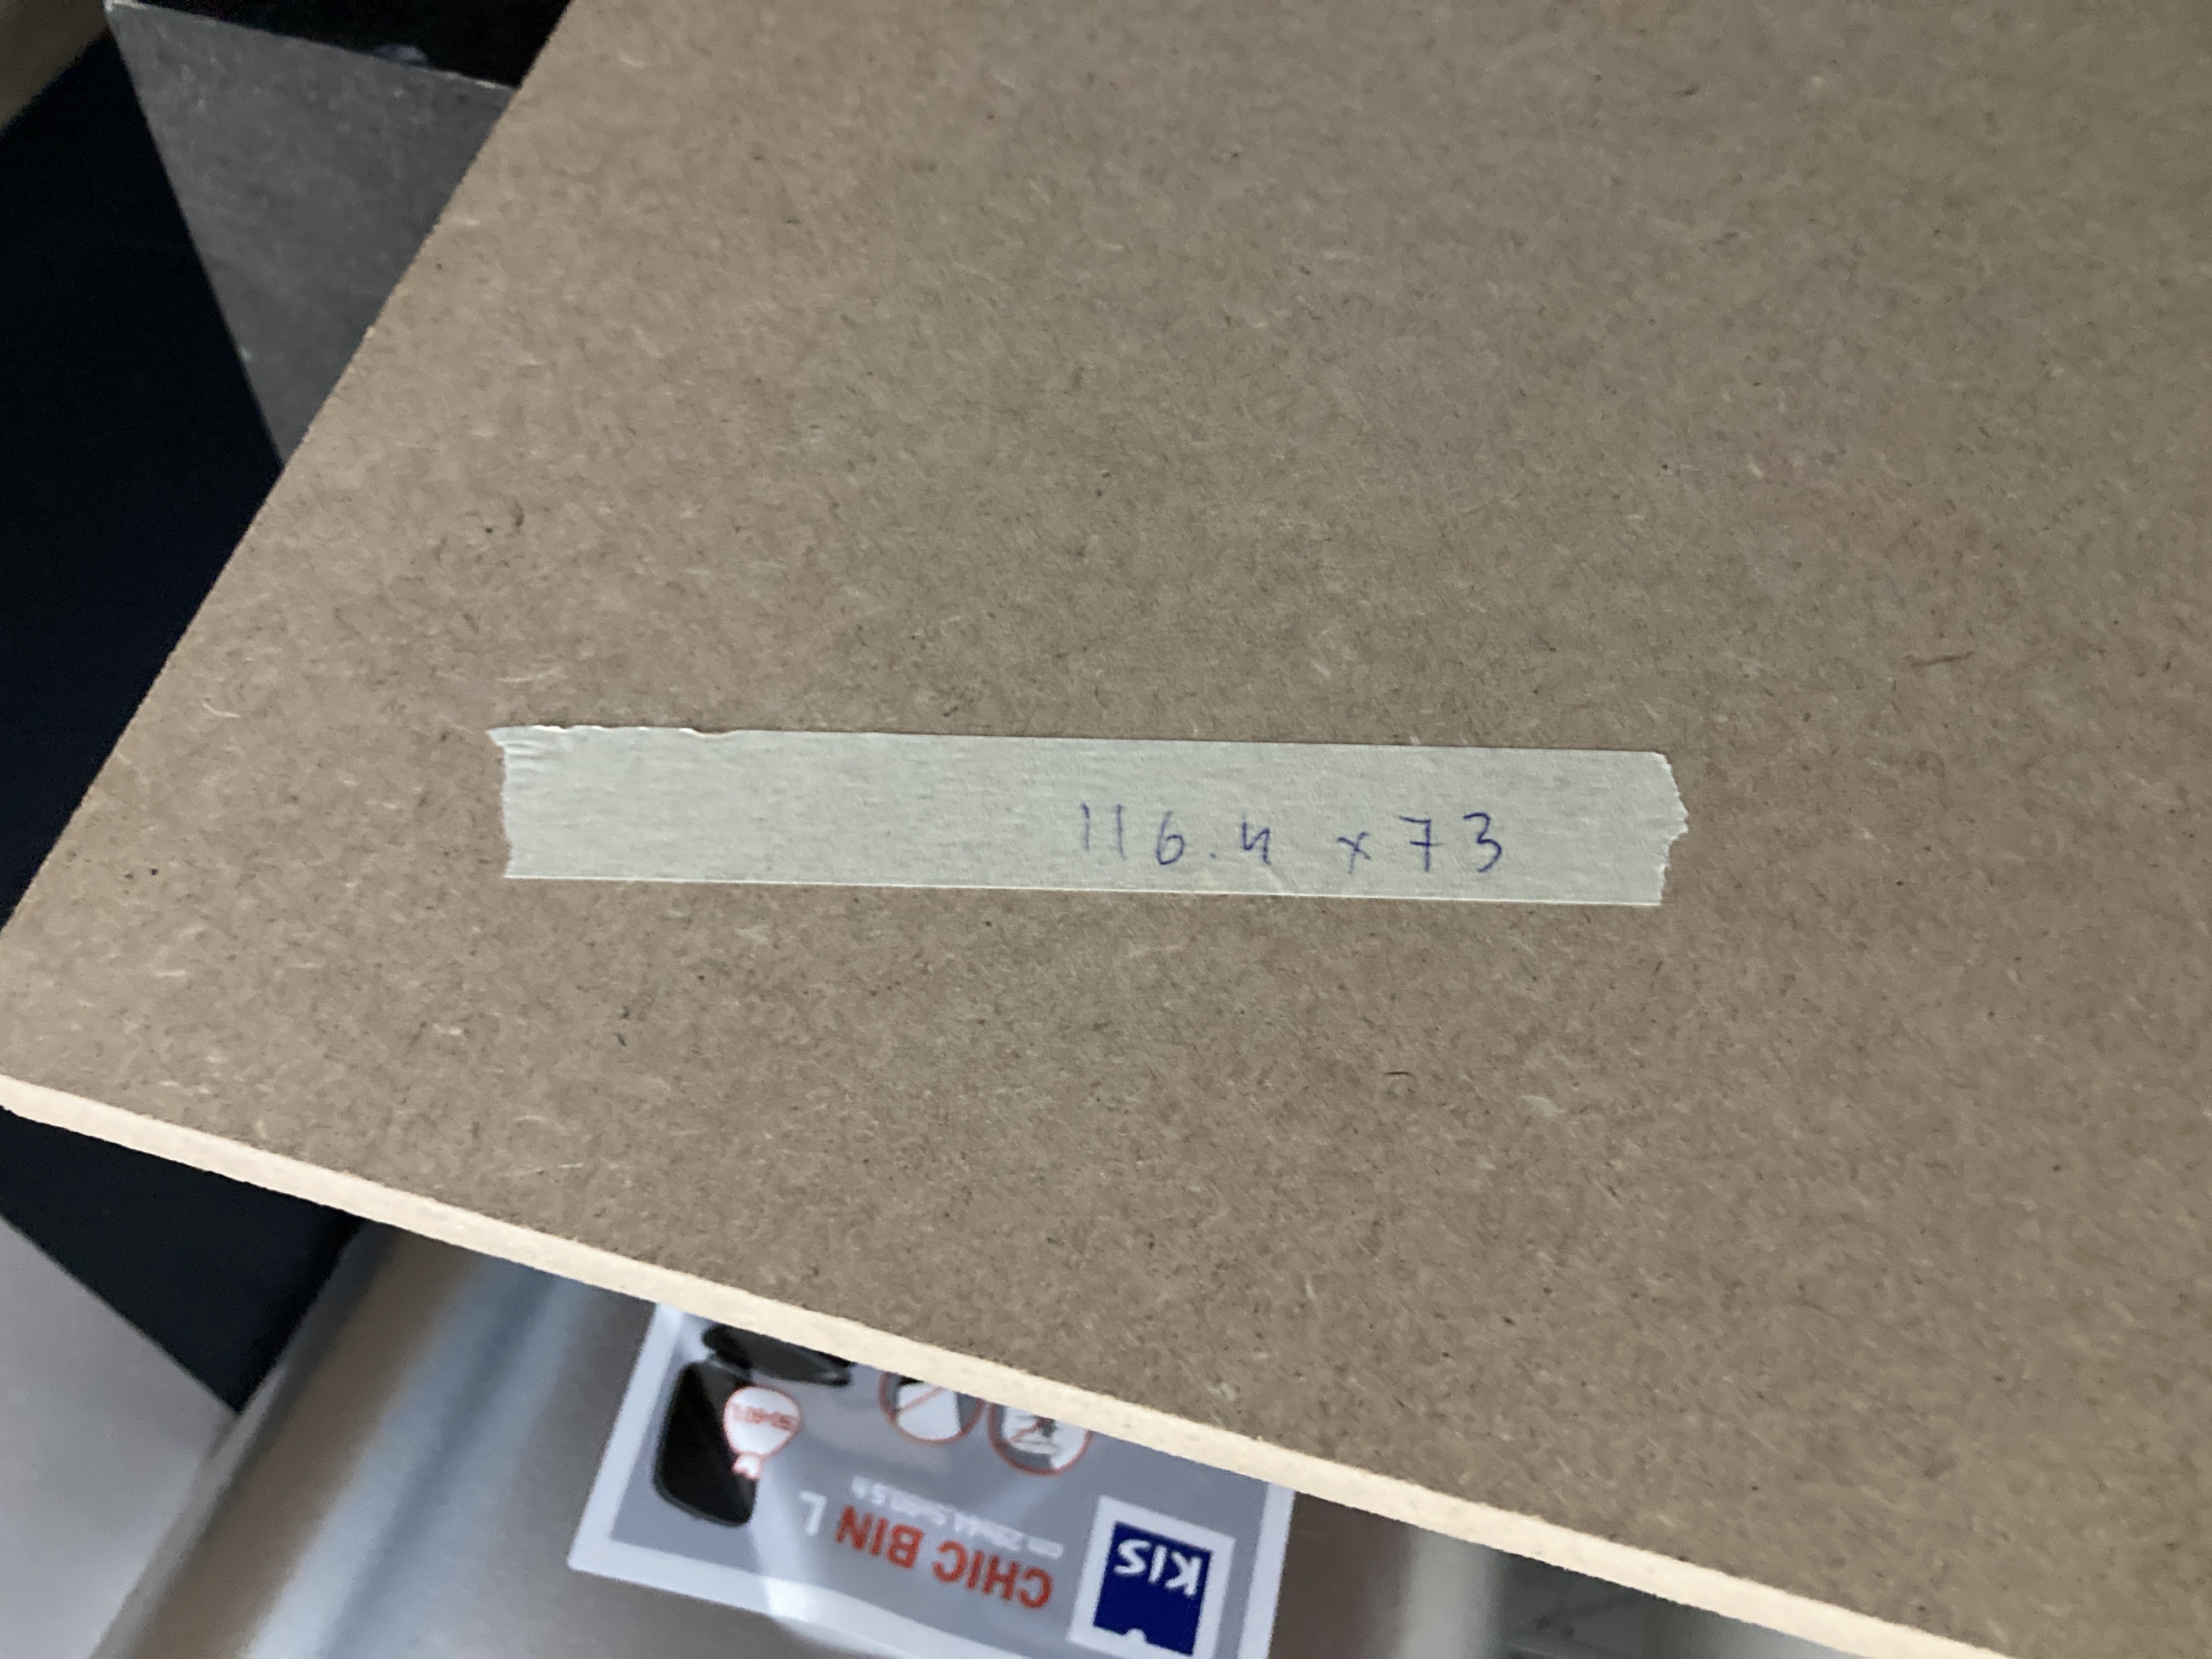 116.4 x 73
KIS
CHIC BIN L